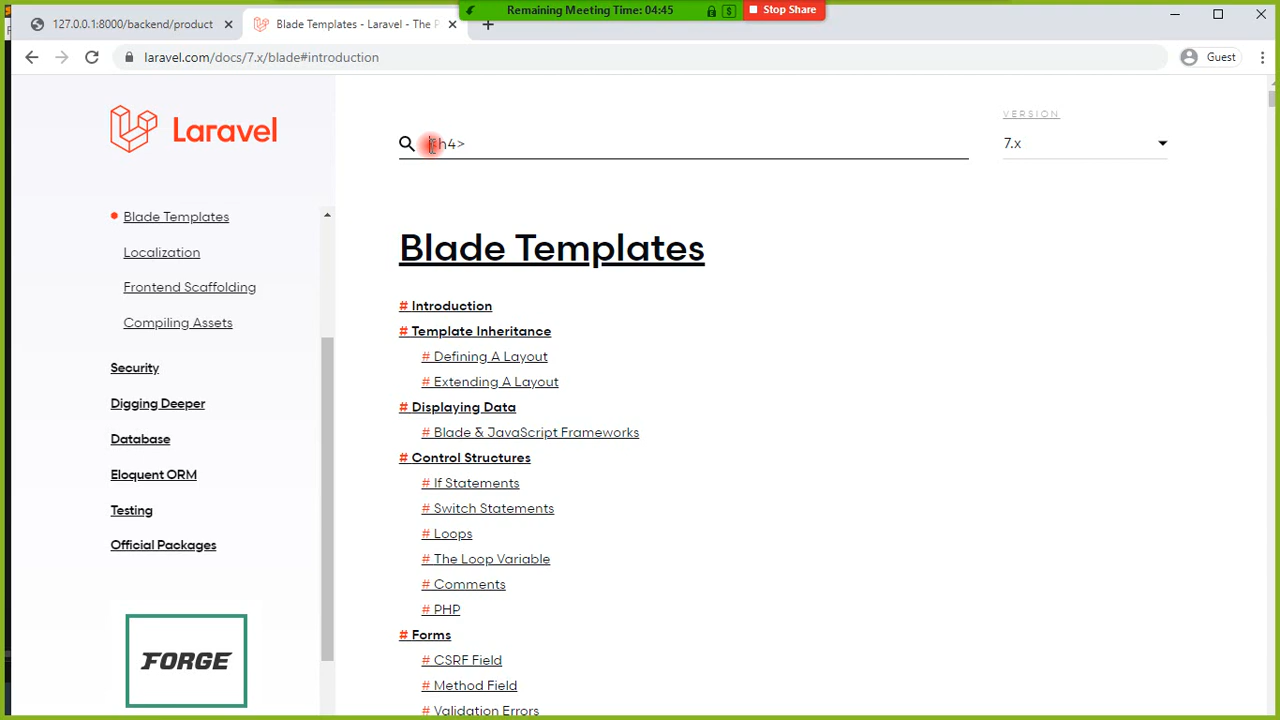 Remaining Meeting Time: 04:45
Stop Share
127.0.0.1:8000/backend/product
Blade Templates - Laravel - The P
laravel.com/docs/7.x/blade#introduction
Guest
Laravel
<h4>
VERSION
7.x
Blade Templates
Localization
Frontend Scaffolding
Compiling Assets
Security
Digging Deeper
Database
Eloquent ORM
Testing
Official Packages
FORGE
Blade Templates
# Introduction
# Template Inheritance
# Defining A Layout
# Extending A Layout
# Displaying Data
# Blade & JavaScript Frameworks
# Control Structures
# If Statements
# Switch Statements
# Loops
# The Loop Variable
# Comments
# PHP
# Forms
# CSRF Field
# Method Field
# Validation Errors